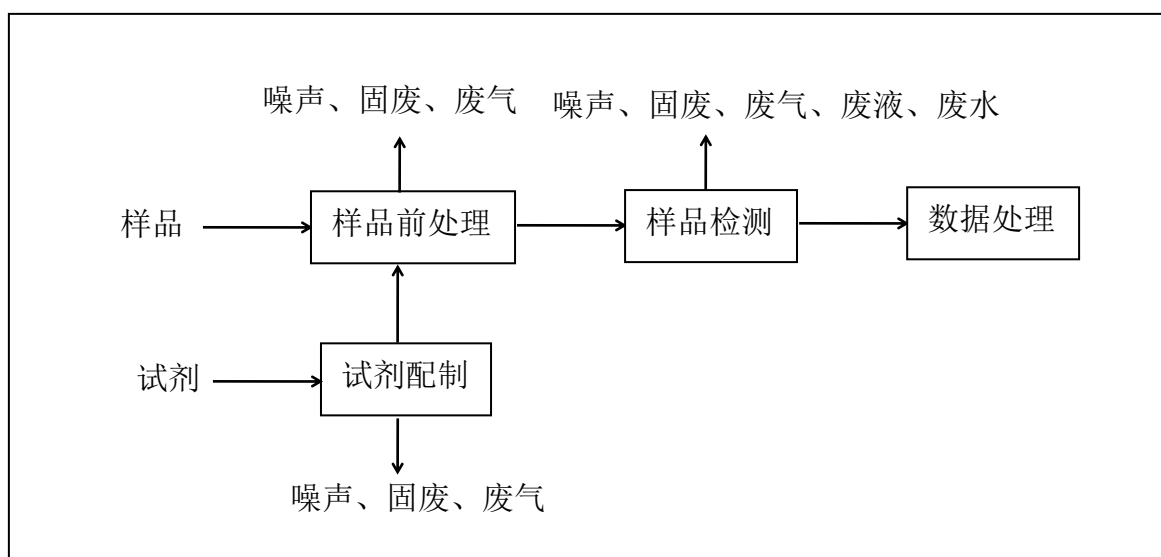 噪声、固废、废气
噪声、固废、废气、废液、废水
样品
样品前处理
样品检测
数据处理
试剂
试剂配制
噪声、固废、废气